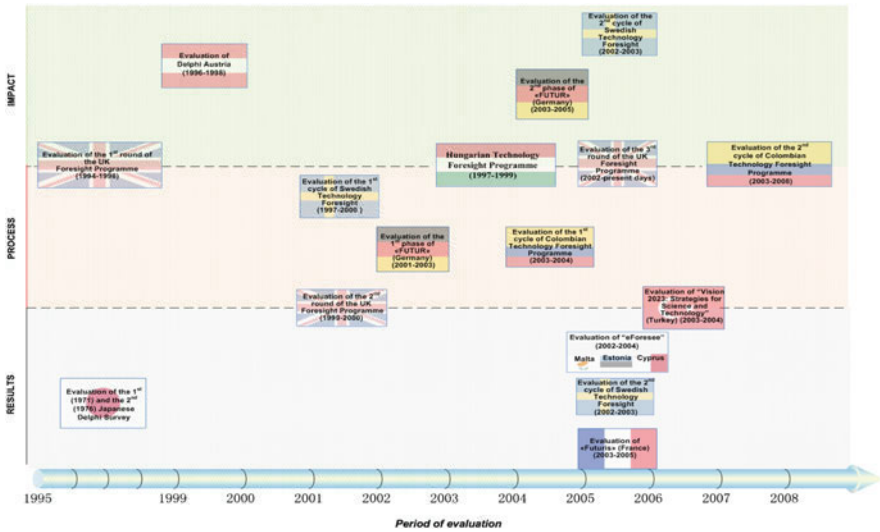 IMPACT
Evaluation of the
2nd cycle of
Swedish
Technology
Foresight
(2002-2003)
Evaluation of
Delphi Austria
(1996-1998)
Evaluation of the
2nd phase of
«FUTUR»
(Germany)
(2003-2005)
Evaluation of the 1st round of
the UK
Foresight Programme
(1994-1998)
Hungarian Technology
Foresight Programme
(1997-1999)
Evaluation of the 3rd
round of the UK
Foresight
Programme
(2002-present days)
Evaluation of the 2nd
cycle of Colombian
Technology Foresight
Programme
(2003-2008)
PROCESS
Evaluation of the 1st
cycle of Swedish
Technology
Foresight
(1997-2000 )
Evaluation of the
1st phase of
«FUTUR»
(Germany)
(2001-2003)
Evaluation of the 1st
cycle of Colombian
Technology Foresight
Programme
(2003-2004)
Evaluation of the 2nd
round of the UK
Foresight Programme
(1998-2000)
Evaluation of "Vision
2023: Strategies for
Science and
Technology"
(Turkey) (2003-2004)
RESULTS
Evaluation of "eForesee"
(2002-2004)
Malta Estonia Cyprus
Evaluation of the 1st
(1971) and the 2nd
(1976) Japanese
Delphi Survey
Evaluation of the 2nd
cycle of Swedish
Technology
Foresight
(2002-2003)
Evaluation of
«Futuris» (France)
(2003-2005)
1995 1999 2000 2001 2002 2003 2004 2005 2006 2007 2008
Period of evaluation